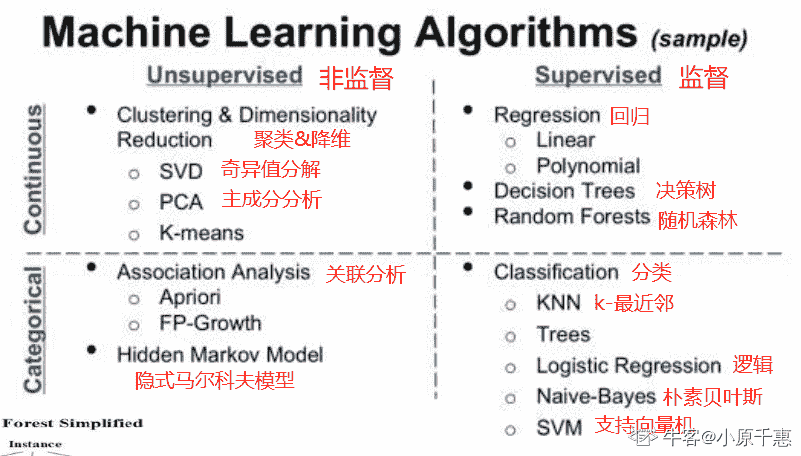 Machine Learning Algorithms (sample)
Unsupervised 非监督
Supervised 监督
Continuous
• Clustering & Dimensionality
Reduction 聚类&降维
○ SVD 奇异值分解
○ PCA 主成分分析
○ K-means
• Regression 回归
○ Linear
○ Polynomial
• Decision Trees 决策树
• Random Forests 随机森林
Categorical
• Association Analysis 关联分析
○ Apriori
○ FP-Growth
• Hidden Markov Model
隐式马尔科夫模型
• Classification 分类
○ KNN k-最近邻
○ Trees
○ Logistic Regression 逻辑
○ Naive-Bayes 朴素贝叶斯
○ SVM 支持向量机
Forest Simplified
Instance
牛客@小原千惠